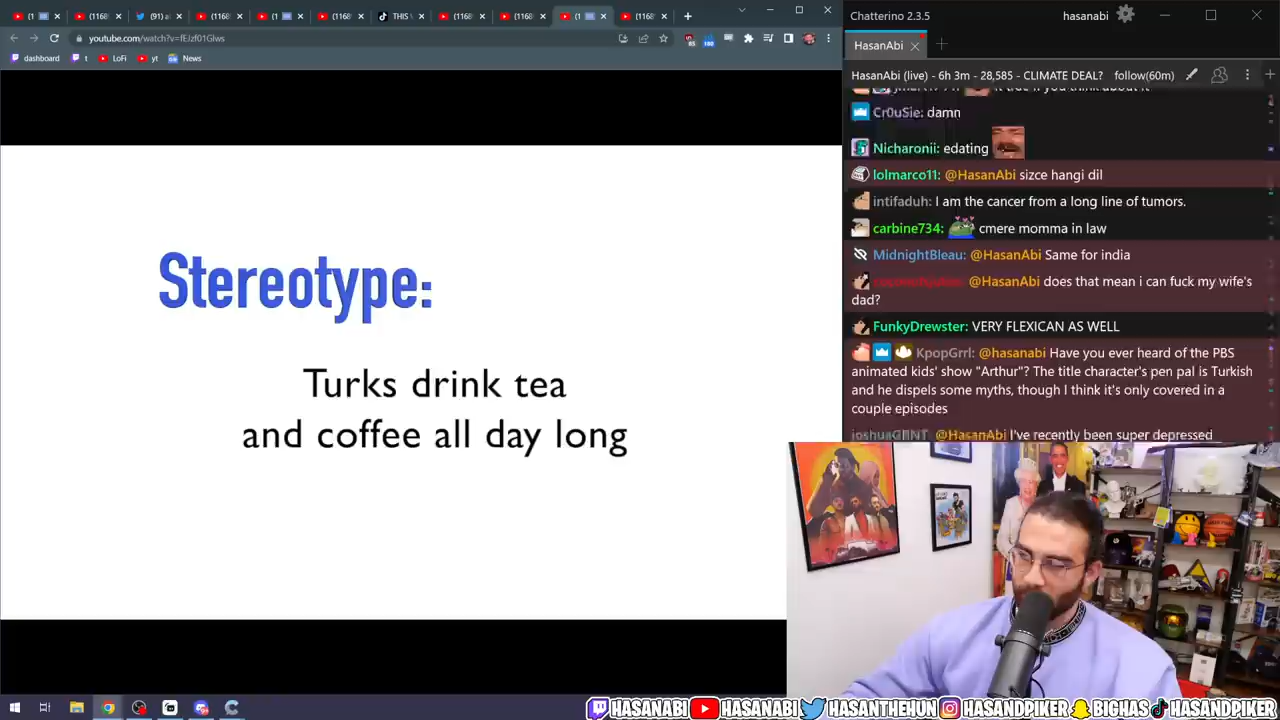 Chatterino 2.3.5
hasanabi
youtube.com/watch?v=fEJzf01GIws
HasanAbi
dashboard
t
LoFi
yt
News
HasanAbi (live) - 6h 3m - 28,585 - CLIMATE DEAL?
follow(60m)
Cr0uSie: damn
Nicharonii: edating
lolmarco11: @HasanAbi sizce hangi dil
intifaduh: I am the cancer from a long line of tumors.
carbine734: cmere momma in law
MidnightBleau: @HasanAbi Same for india
@HasanAbi does that mean i can fuck my wife's
dad?
FunkyDrewster: VERY FLEXICAN AS WELL
KpopGrrl: @hasanabi Have you ever heard of the PBS
animated kids' show "Arthur"? The title character's pen pal is Turkish
and he dispels some myths, though I think it's only covered in a
couple episodes
@HasanAbi I've recently been super depressed
Stereotype:
Turks drink tea
and coffee all day long
HASANABI
HASANABI
HASANTHEHUN
HASANDPIKER
BIGHAS
HASANDPIKER